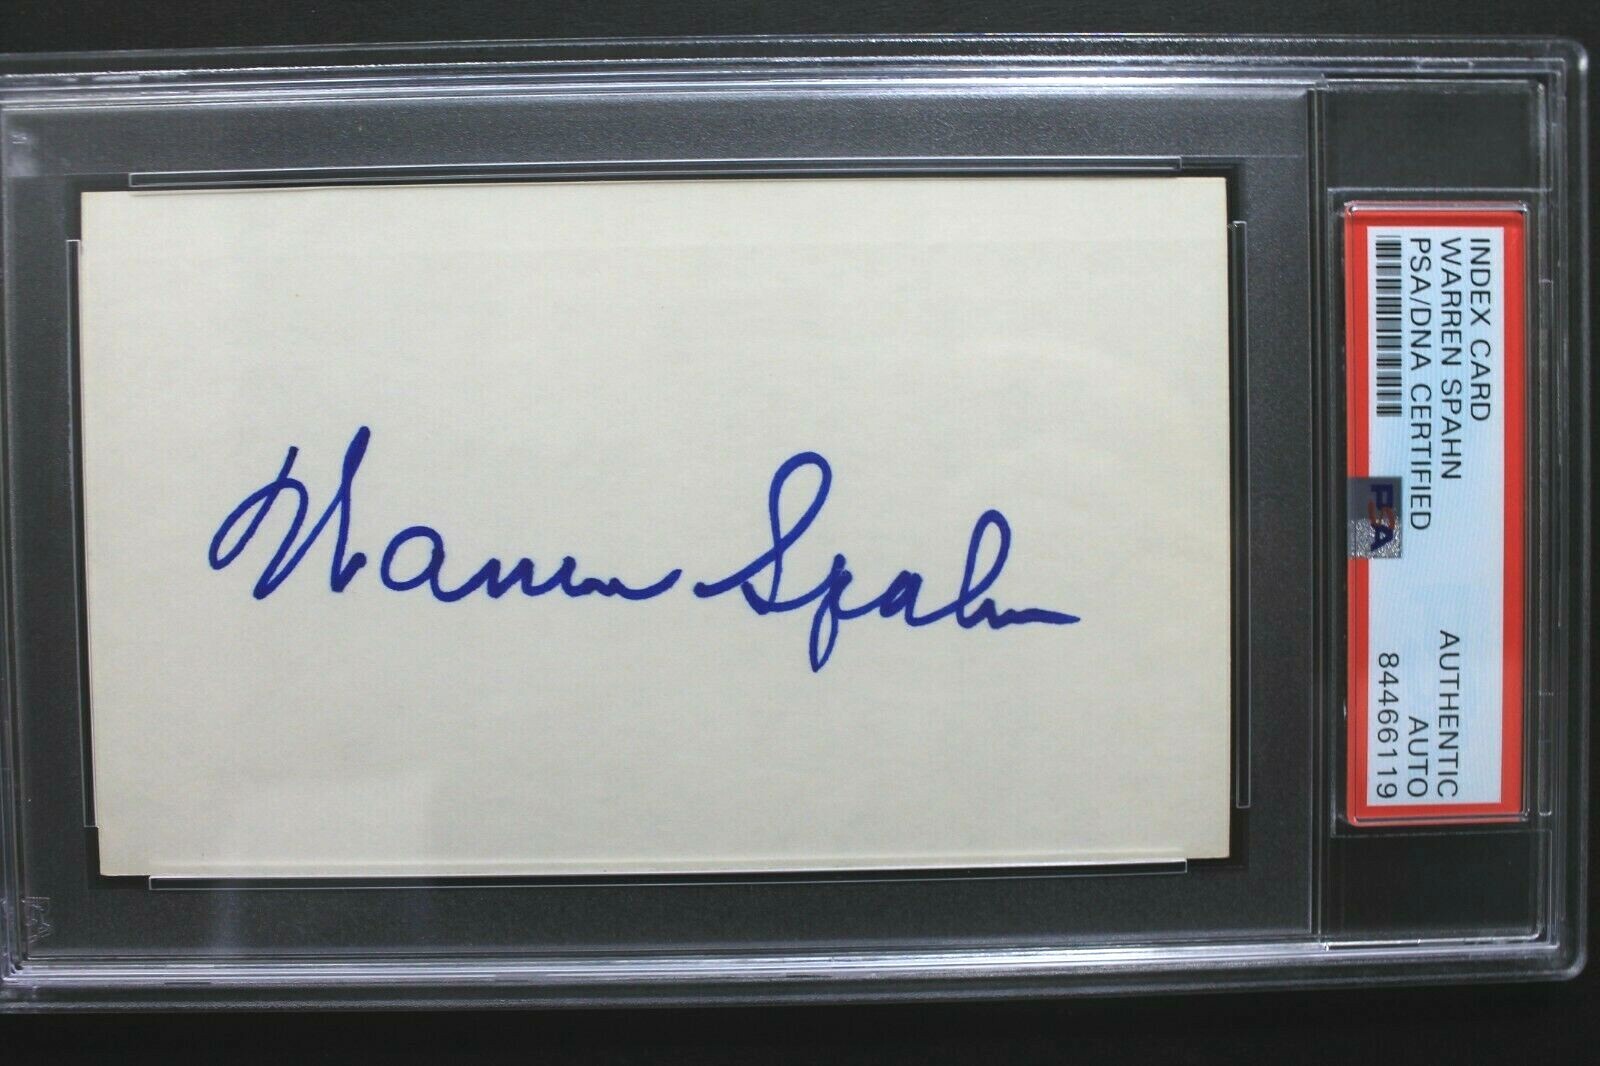 Warren Spahn
INDEX CARD
WARREN SPAHN
PSA/DNA CERTIFIED
PSA
AUTHENTIC
AUTO
84466119